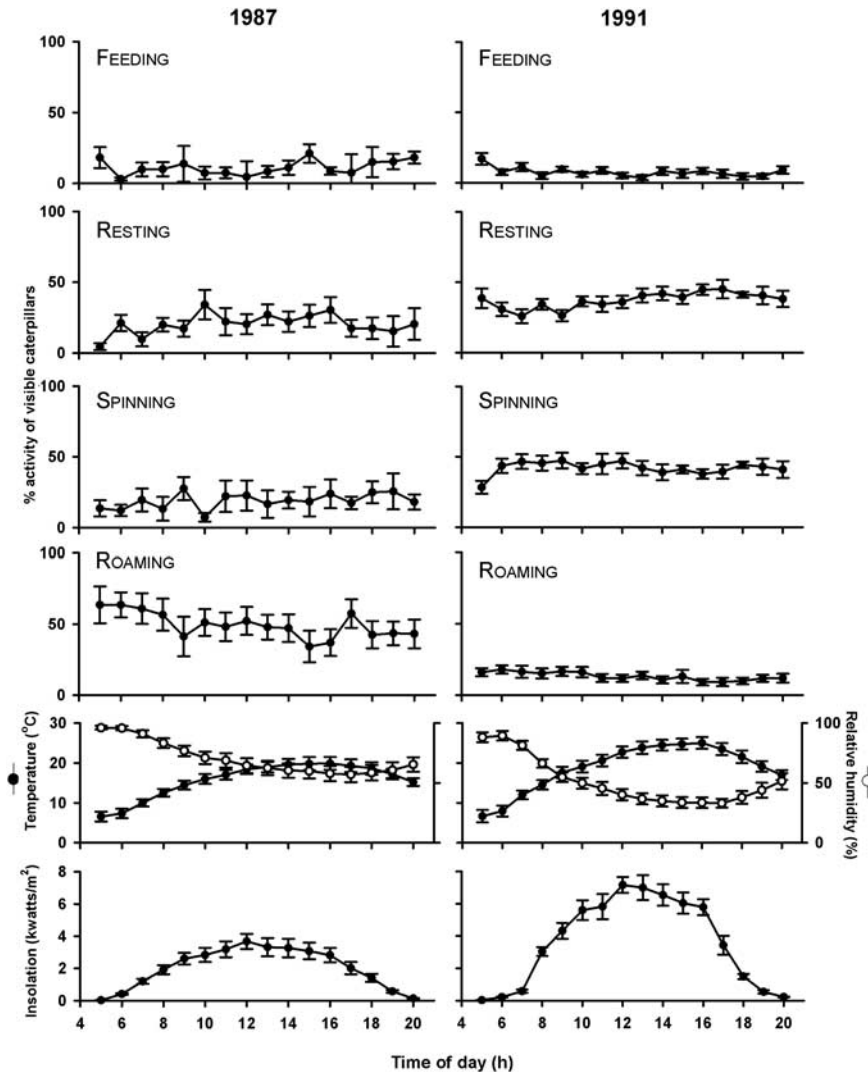 1987 1991
100 FEEDING FEEDING
50
0
100 RESTING RESTING
50
0
% activity of visible caterpillars
100 SPINNING SPINNING
50
0
100 ROAMING ROAMING
50
0
Temperature (°C)
30 100
20
50
10
0 0
Relative humidity (%)
Insolation (kwatts/m²)
8
6
4
2
0
4 6 8 10 12 14 16 18 20 4 6 8 10 12 14 16 18 20
Time of day (h)